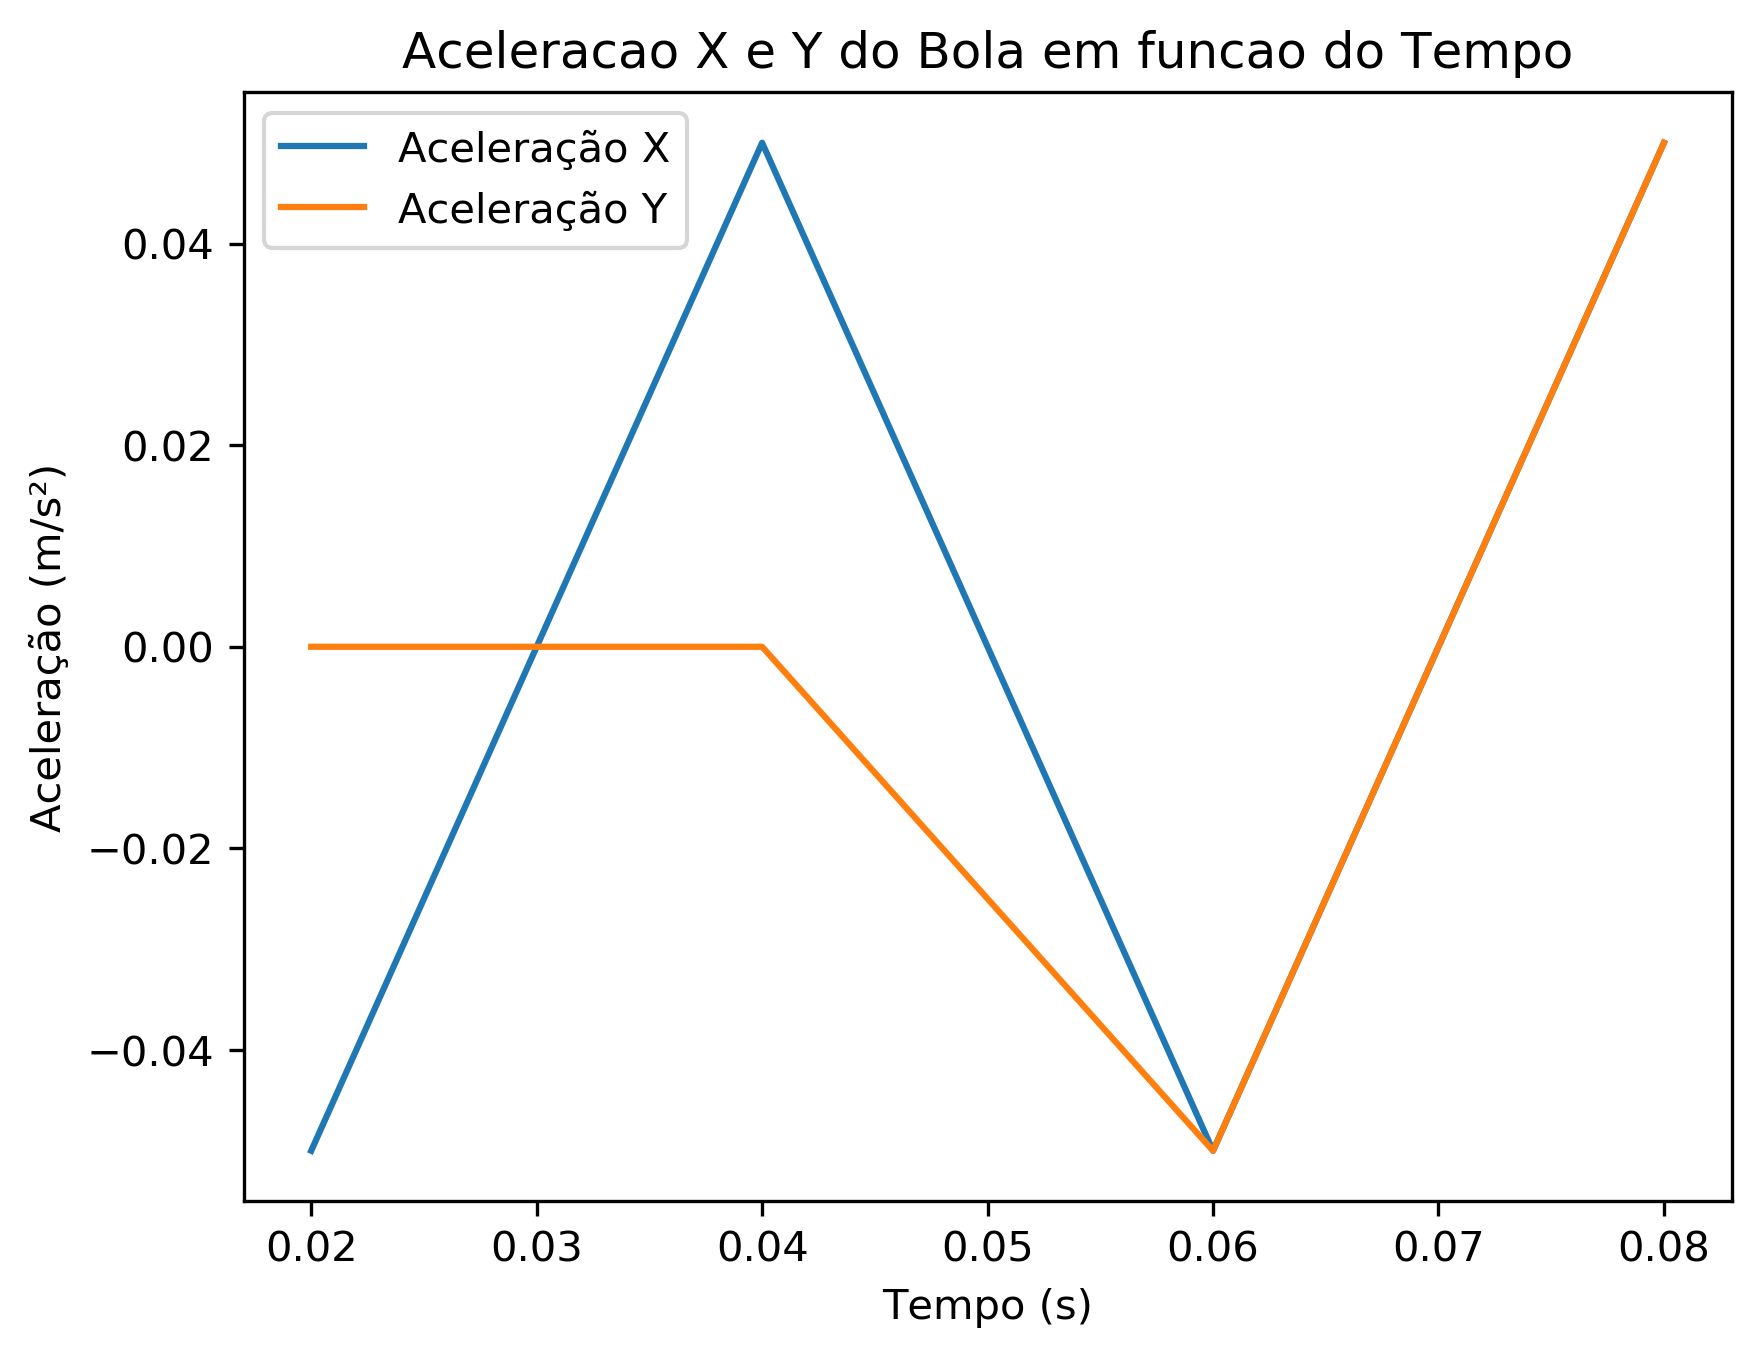 Aceleracao X e Y do Bola em funcao do Tempo
Aceleração X
Aceleração Y
Aceleração (m/s²)
0.04
0.02
0.00
−0.02
−0.04
0.02 0.03 0.04 0.05 0.06 0.07 0.08
Tempo (s)